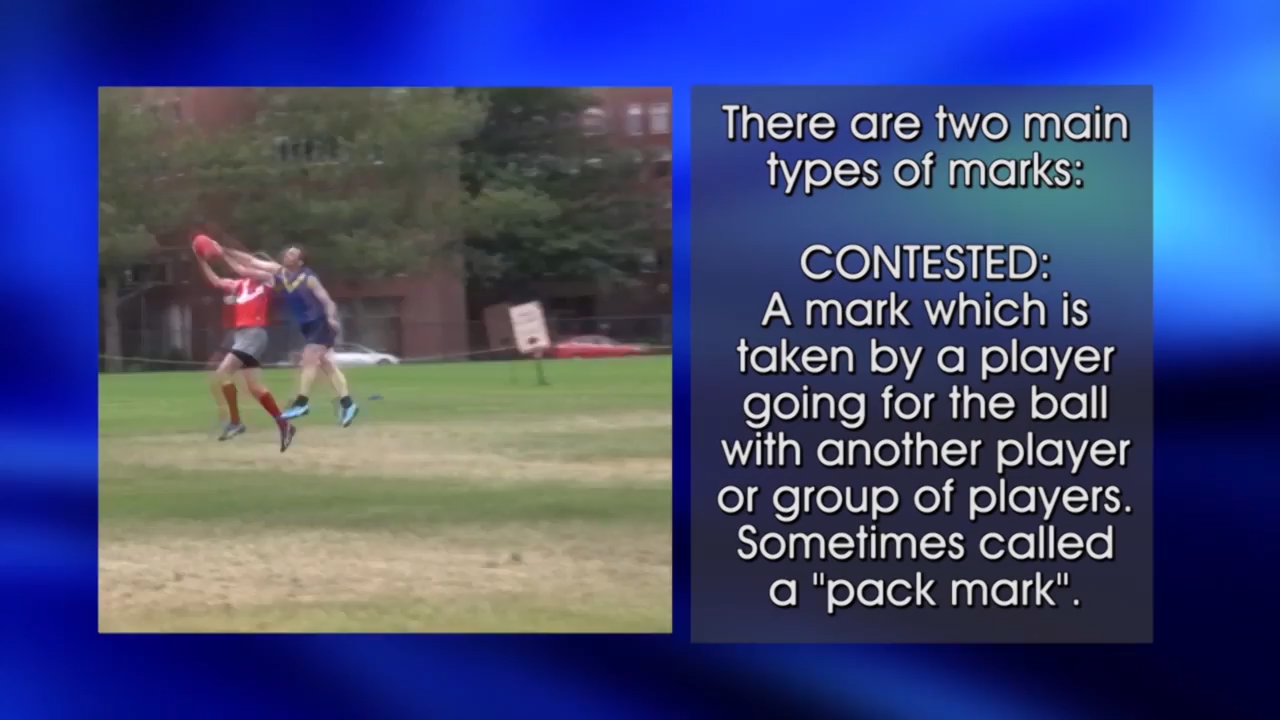 There are two main
types of marks:
CONTESTED:
A mark which is
taken by a player
going for the ball
with another player
or group of players.
Sometimes called
a "pack mark".